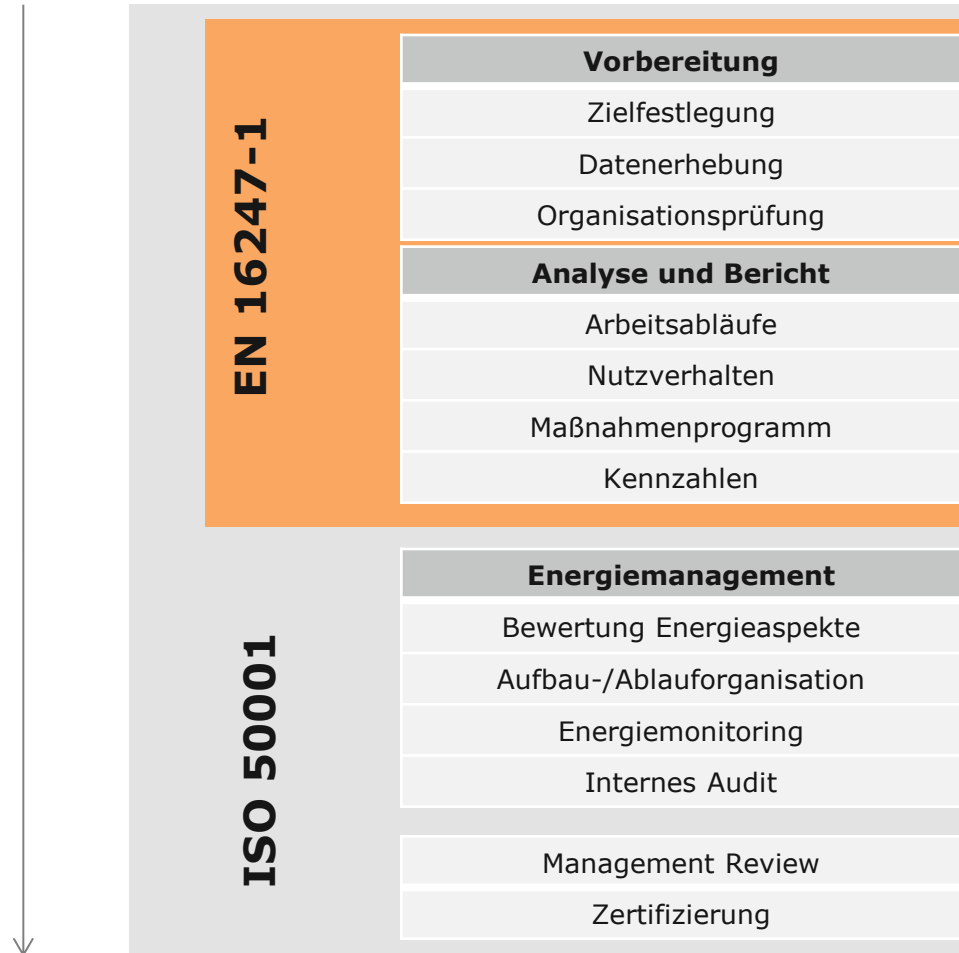 EN 16247-1
Vorbereitung
Zielfestlegung
Datenerhebung
Organisationsprüfung
Analyse und Bericht
Arbeitsabläufe
Nutzverhalten
Maßnahmenprogramm
Kennzahlen
ISO 50001
Energiemanagement
Bewertung Energieaspekte
Aufbau-/Ablauforganisation
Energiemonitoring
Internes Audit
Management Review
Zertifizierung